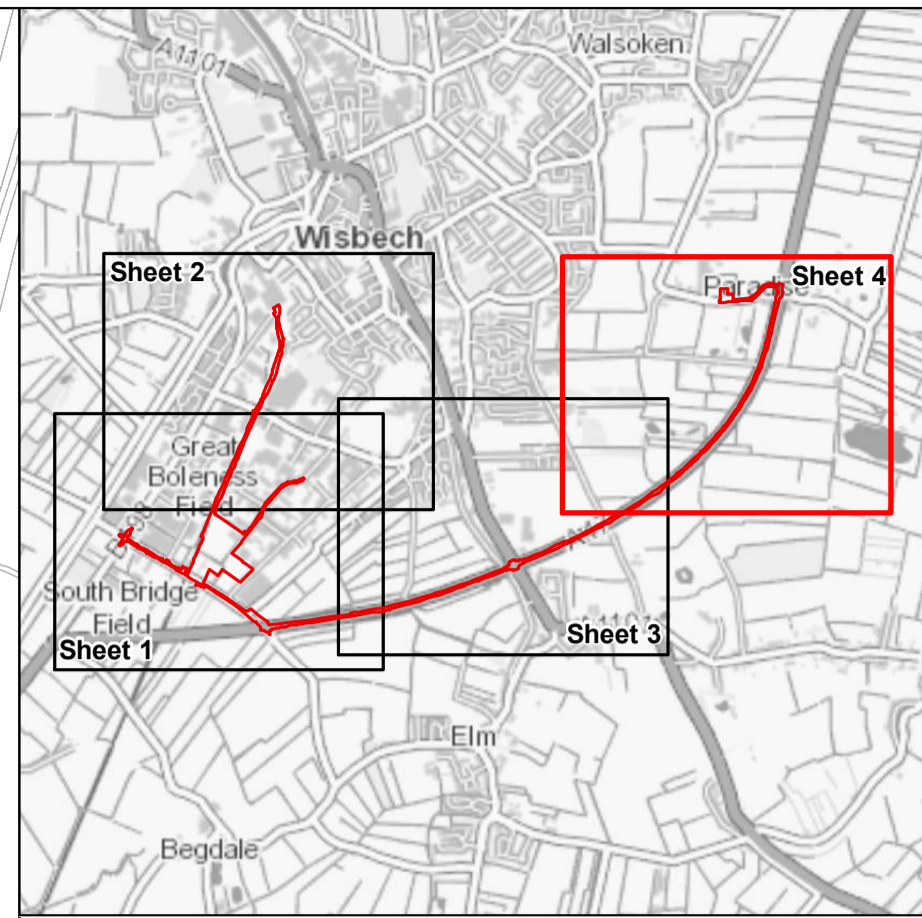 Walsoken
A1101
Wisbech
Sheet 2
Paradise
Sheet 4
Great
Boleness
Field
South Bridge
Field
Sheet 1
Sheet 3
Elm
Begdale